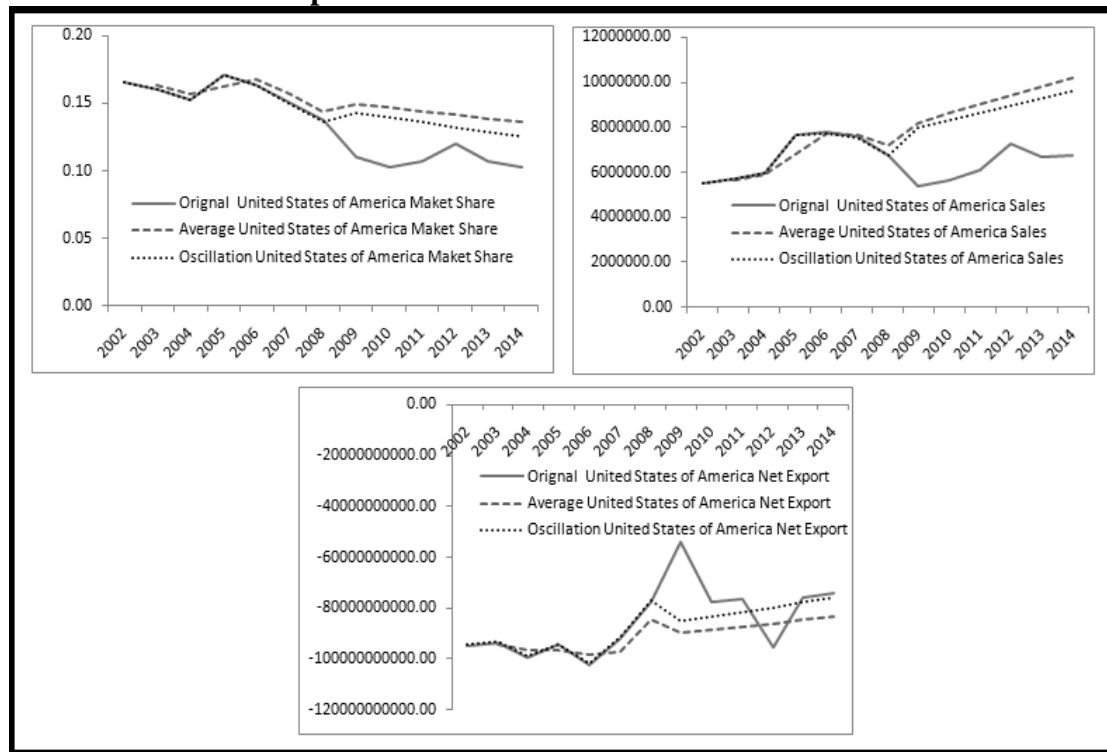 0.20
0.15
0.10
0.05
0.00
Orignal United States of America Maket Share
Average United States of America Maket Share
Oscillation United States of America Maket Share
2002 2003 2004 2005 2006 2007 2008 2009 2010 2011 2012 2013 2014
12000000.00
10000000.00
8000000.00
6000000.00
4000000.00
2000000.00
0.00
Orignal United States of America Sales
Average United States of America Sales
Oscillation United States of America Sales
2002 2003 2004 2005 2006 2007 2008 2009 2010 2011 2012 2013 2014
0.00
-20000000000.00
-40000000000.00
-60000000000.00
-80000000000.00
-100000000000.00
-120000000000.00
2002 2003 2004 2005 2006 2007 2008 2009 2010 2011 2012 2013 2014
Orignal United States of America Net Export
Average United States of America Net Export
Oscillation United States of America Net Export